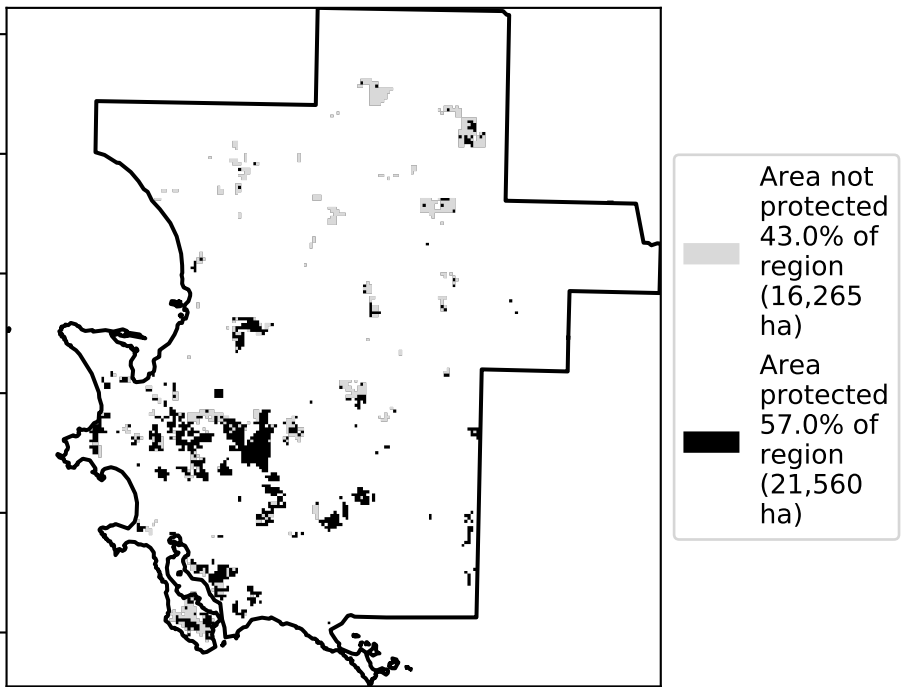 Area not
protected
43.0% of
region
(16,265
ha)
Area
protected
57.0% of
region
(21,560
ha)